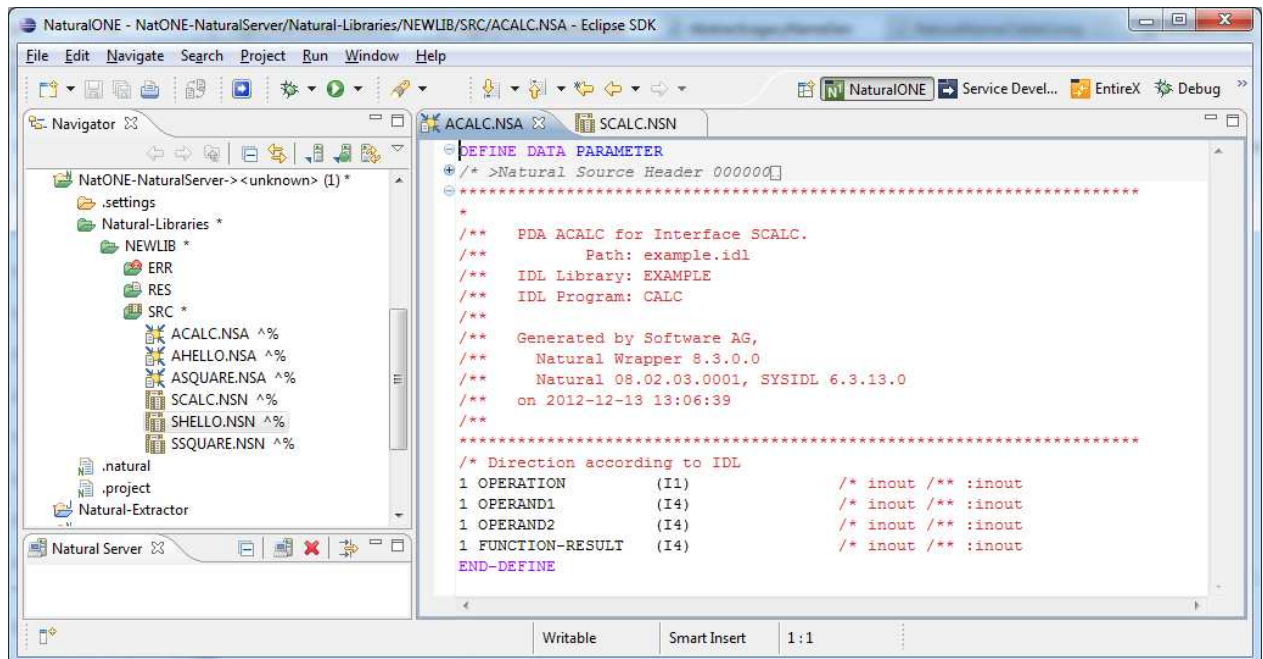 NaturalONE - NatONE-NaturalServer/Natural-Libraries/NEWLIB/SRC/ACALC.NSA - Eclipse SDK
File Edit Navigate Search Project Run Window Help
NaturalONE Service Devel... EntireX Debug »
Navigator
NatONE-NaturalServer-><unknown> (1) *
.settings
Natural-Libraries *
NEWLIB *
ERR
RES
SRC *
ACALC.NSA ^%
AHELLO.NSA ^%
ASQUARE.NSA ^%
SCALC.NSN ^%
SHELLO.NSN ^%
SSQUARE.NSN ^%
.natural
.project
Natural-Extractor
Natural Server
ACALC.NSA SCALC.NSN
DEFINE DATA PARAMETER
/* >Natural Source Header 000000
**********************************************************************
*
/** PDA ACALC for Interface SCALC.
/** Path: example.idl
/** IDL Library: EXAMPLE
/** IDL Program: CALC
/**
/** Generated by Software AG,
/** Natural Wrapper 8.3.0.0
/** Natural 08.02.03.0001, SYSIDL 6.3.13.0
/** on 2012-12-13 13:06:39
/**
**********************************************************************
/* Direction according to IDL
1 OPERATION (I1) /* inout /** :inout
1 OPERAND1 (I4) /* inout /** :inout
1 OPERAND2 (I4) /* inout /** :inout
1 FUNCTION-RESULT (I4) /* inout /** :inout
END-DEFINE
Writable Smart Insert 1:1